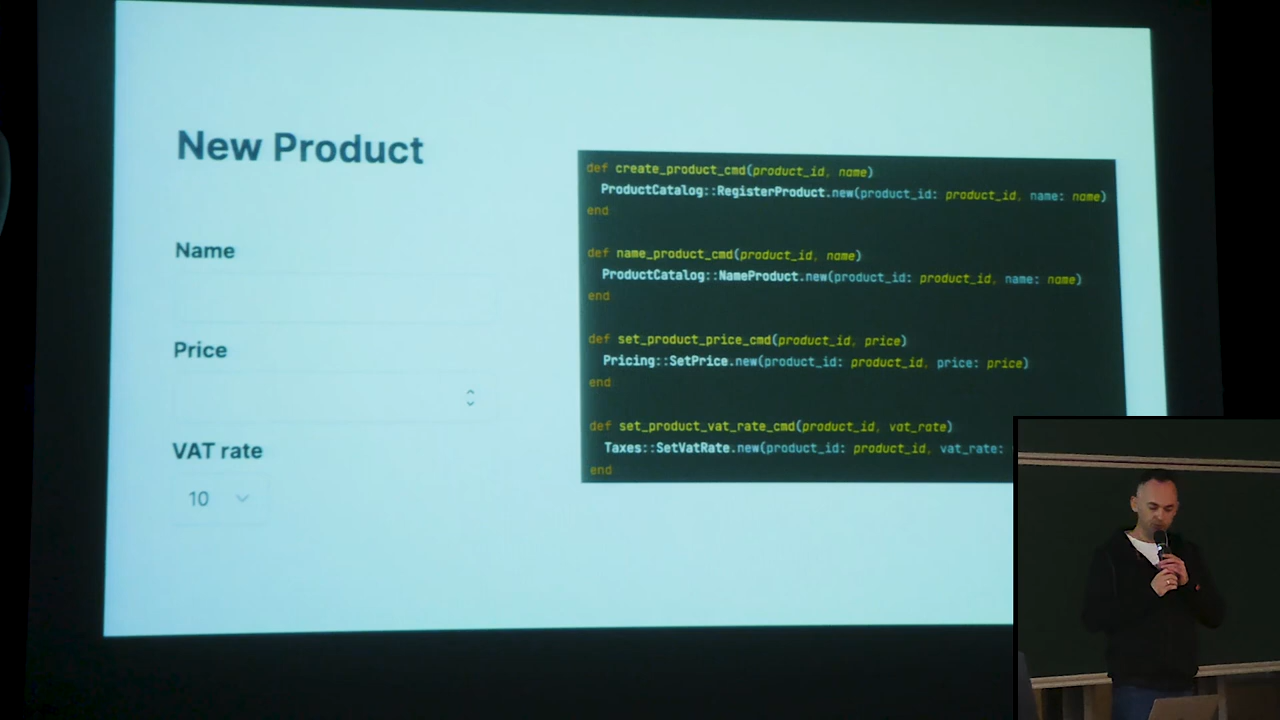 New Product
Name
Price
VAT rate
10
def create_product_cmd(product_id, name)
ProductCatalog::RegisterProduct.new(product_id: product_id, name: name)
end
def name_product_cmd(product_id, name)
ProductCatalog::NameProduct.new(product_id: product_id, name: name)
end
def set_product_price_cmd(product_id, price)
Pricing::SetPrice.new(product_id: product_id, price: price)
end
def set_product_vat_rate_cmd(product_id, vat_rate)
Taxes::SetVatRate.new(product_id: product_id, vat_rate:
end